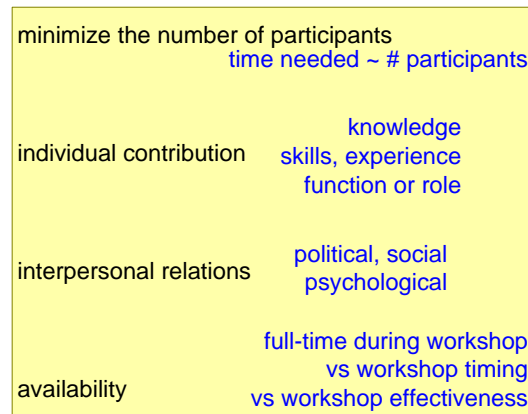 minimize the number of participants
time needed ~ # participants
knowledge
individual contribution skills, experience
function or role
political, social
interpersonal relations
psychological
full-time during workshop
vs workshop timing
availability vs workshop effectiveness